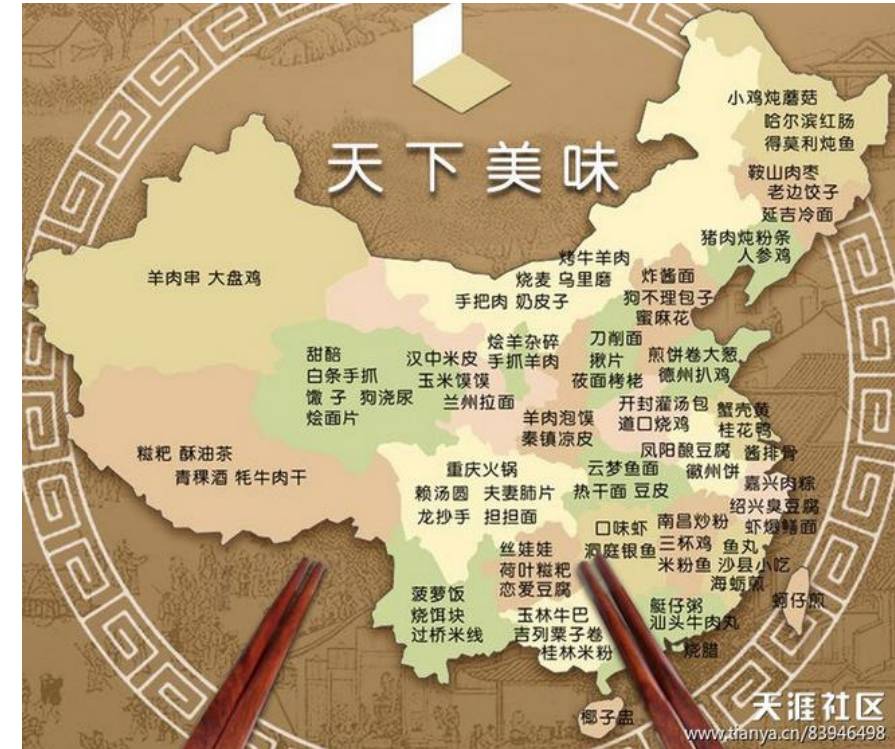 天下美味
小鸡炖蘑菇
哈尔滨红肠
得莫利炖鱼
鞍山肉枣
老边饺子
延吉冷面
猪肉炖粉条
人参鸡
烤牛羊肉
烧麦 乌里磨
手把肉 奶皮子
炸酱面
狗不理包子
蜜麻花
羊肉串 大盘鸡
刀削面
揪片
莜面栲栳
煎饼卷大葱
德州扒鸡
烩羊杂碎
手抓羊肉
甜醅
白条手抓
馓 子 狗浇尿
烩面片
汉中米皮
玉米馍馍
兰州拉面
羊肉泡馍
秦镇凉皮
开封灌汤包
道口烧鸡
蟹壳黄
桂花鸭
凤阳酿豆腐
徽州饼
酱排骨
糍粑 酥油茶
青稞酒 牦牛肉干
重庆火锅
赖汤圆 夫妻肺片
龙抄手 担担面
云梦鱼面
热干面 豆皮
嘉兴肉粽
绍兴臭豆腐
虾爆鳝面
口味虾
洞庭银鱼
南昌炒粉
三杯鸡
米粉鱼
鱼丸
沙县小吃
海蛎煎
丝娃娃
荷叶糍粑
恋爱豆腐
菠萝饭
烧饵块
过桥米线
玉林牛巴
吉列粟子卷
桂林米粉
艇仔粥
汕头牛肉丸
烧腊
蚵仔煎
椰子盅
天涯社区
www.tianya.cn/83946498